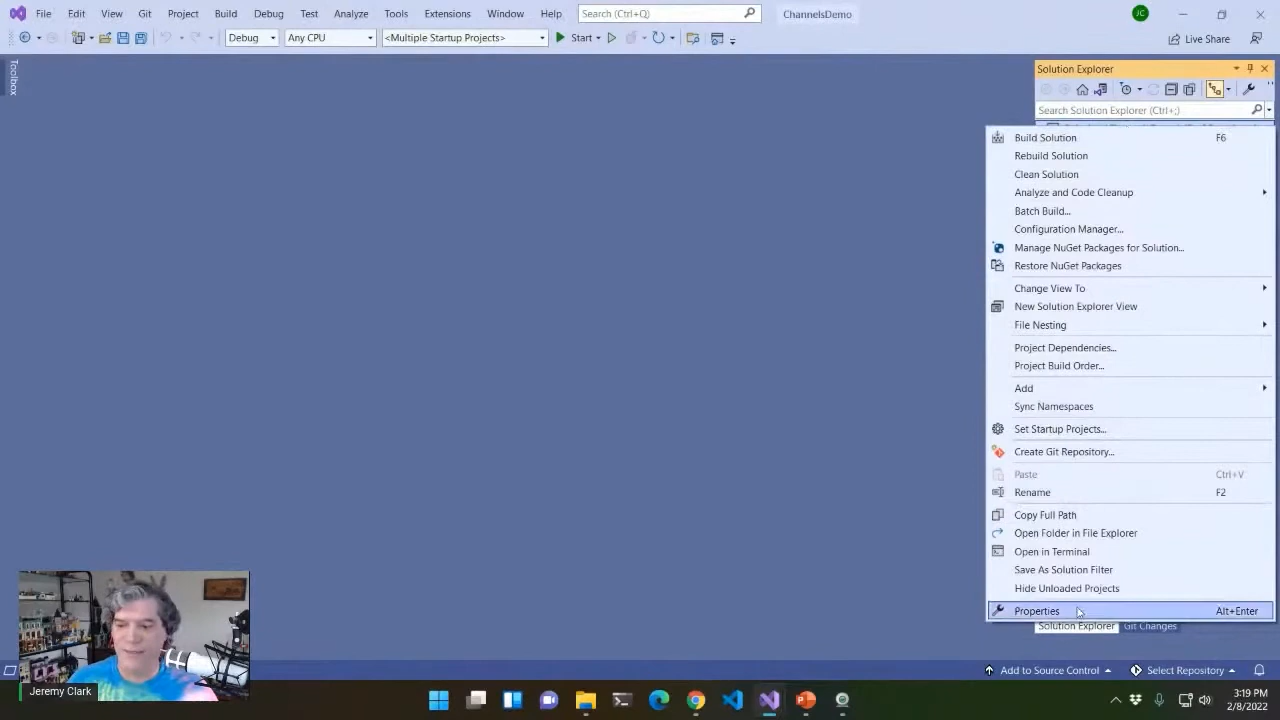 File Edit View Git Project Build Debug Test Analyze Tools Extensions Window Help Search (Ctrl+Q) ChannelsDemo JC
Debug Any CPU <Multiple Startup Projects> Start Live Share
Toolbox
Solution Explorer
Search Solution Explorer (Ctrl+;)
Build Solution F6
Rebuild Solution
Clean Solution
Analyze and Code Cleanup
Batch Build...
Configuration Manager...
Manage NuGet Packages for Solution...
Restore NuGet Packages
Change View To
New Solution Explorer View
File Nesting
Project Dependencies...
Project Build Order...
Add
Sync Namespaces
Set Startup Projects...
Create Git Repository...
Paste Ctrl+V
Rename F2
Copy Full Path
Open Folder in File Explorer
Open in Terminal
Save As Solution Filter
Hide Unloaded Projects
Properties Alt+Enter
Solution Explorer Git Changes
Add to Source Control Select Repository
Jeremy Clark
3:19 PM
2/8/2022